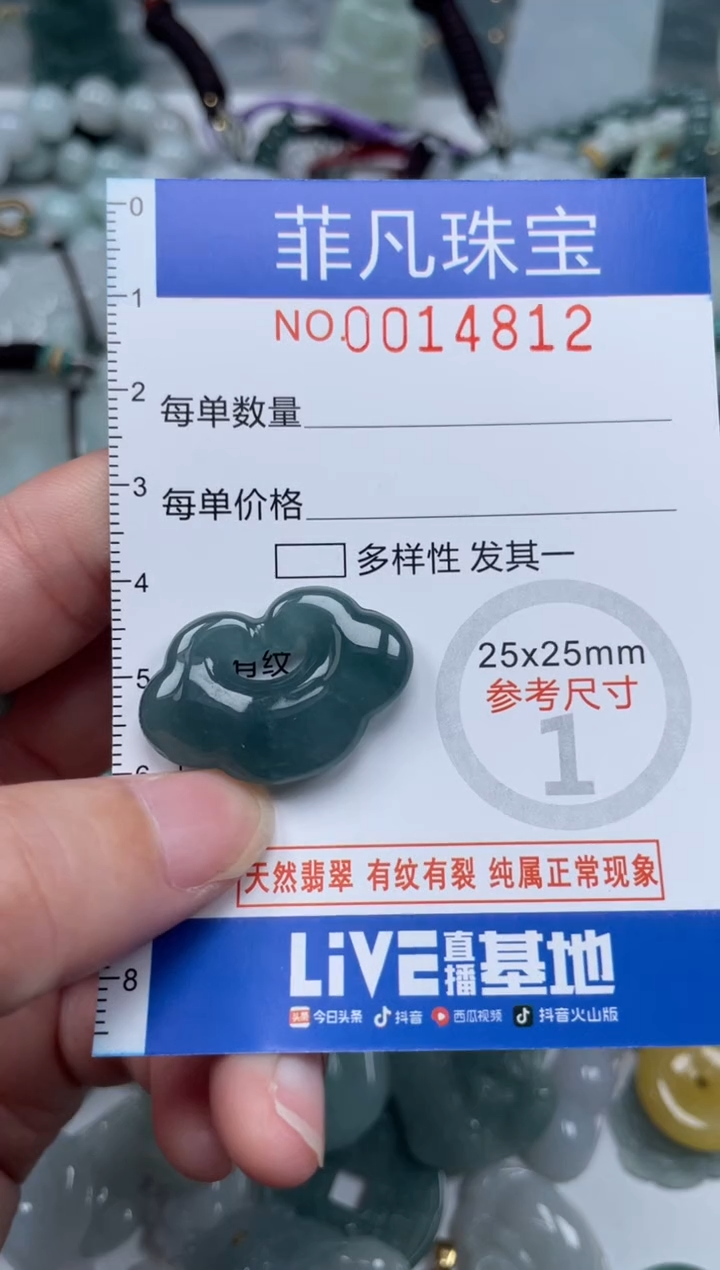 菲凡珠宝
NO.0014812
每单数量
每单价格
多样性 发其一
有纹
25x25mm
参考尺寸
1
天然翡翠 有纹有裂 纯属正常现象
LiVE直播基地
头条 今日头条 抖音 西瓜视频 抖音火山版
0
1
2
3
4
5
6
8